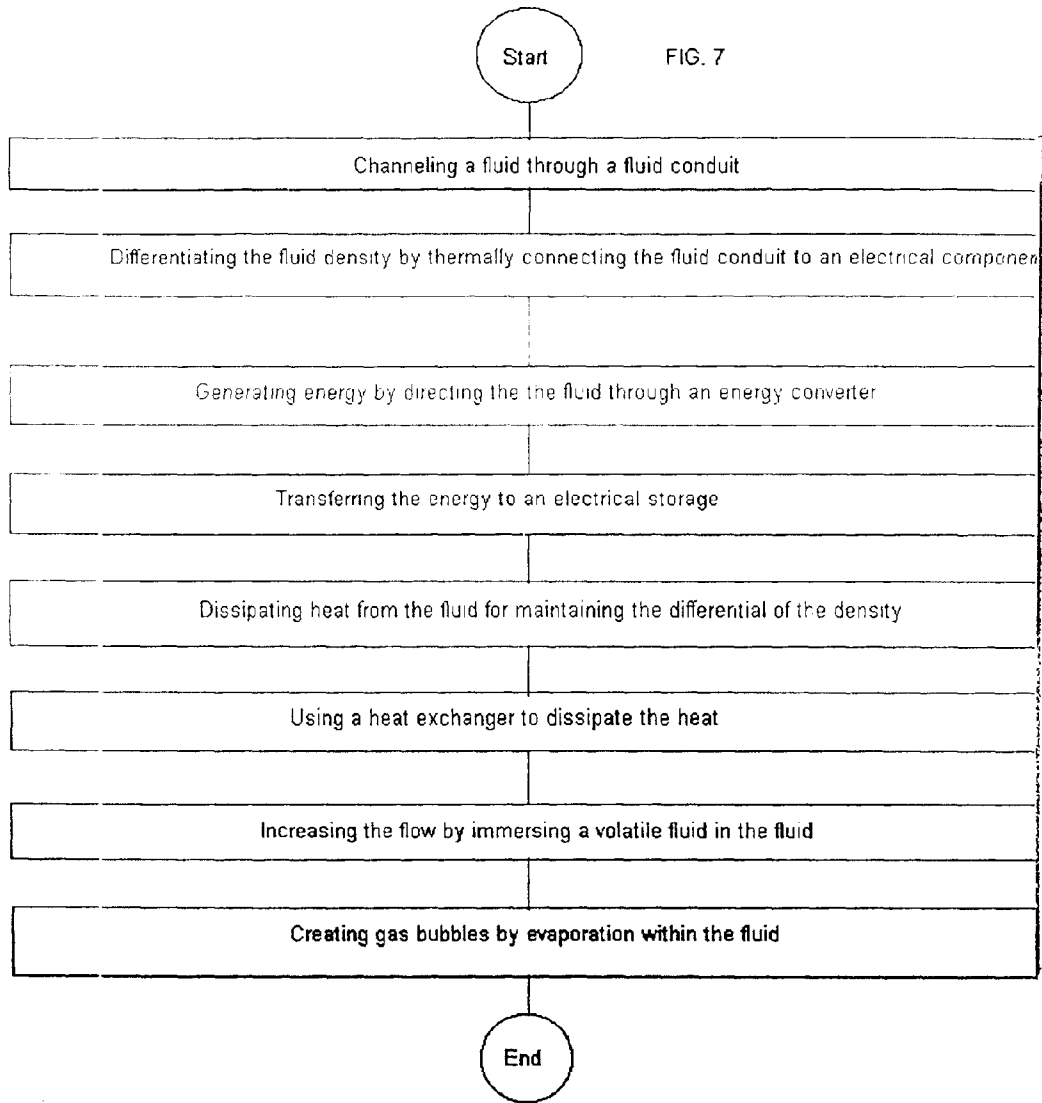 Start
FIG. 7
Channeling a fluid through a fluid conduit
Differentiating the fluid density by thermally connecting the fluid conduit to an electrical componen
Generating energy by directing the the fluid through an energy converter
Transferring the energy to an electrical storage
Dissipating heat from the fluid for maintaining the differential of the density
Using a heat exchanger to dissipate the heat
Increasing the flow by immersing a volatile fluid in the fluid
Creating gas bubbles by evaporation within the fluid
End